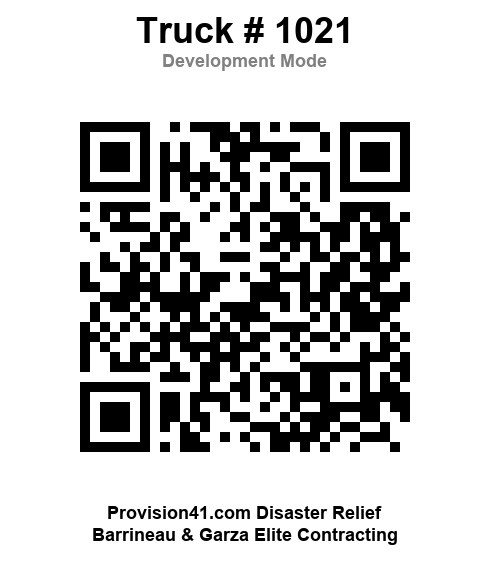 Truck # 1021
Development Mode
Provision41.com Disaster Relief
Barrineau & Garza Elite Contracting